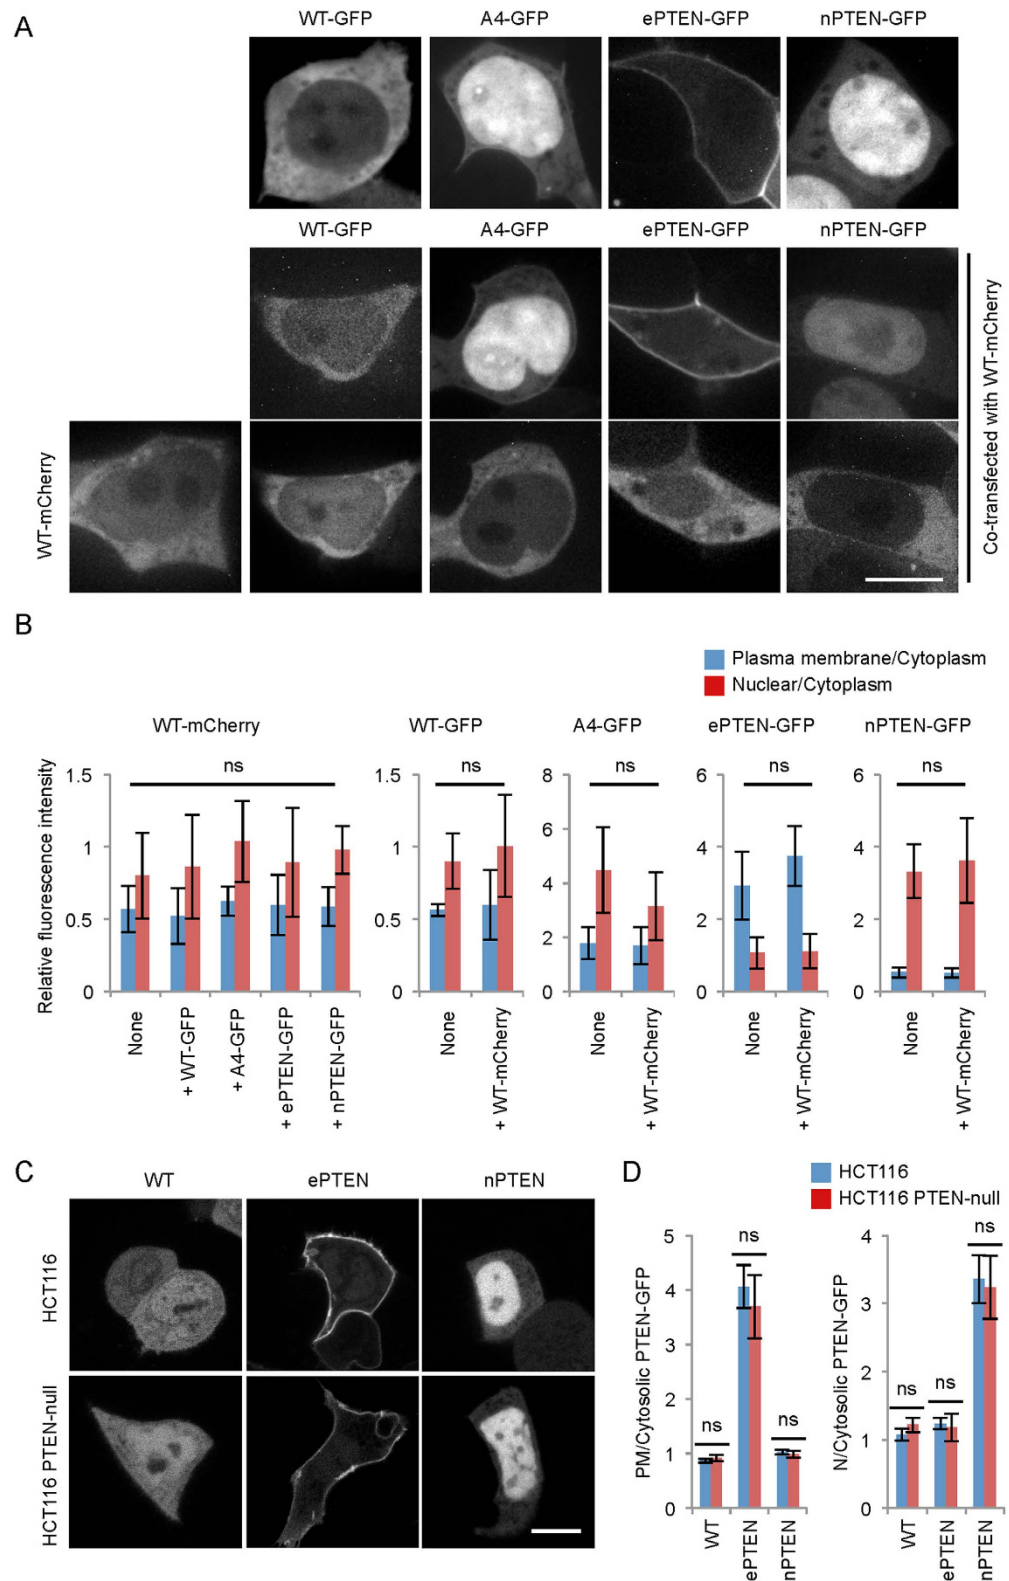 A
WT-GFP A4-GFP ePTEN-GFP nPTEN-GFP
WT-GFP A4-GFP ePTEN-GFP nPTEN-GFP
WT-mCherry
Co-transfected with WT-mCherry
B
Plasma membrane/Cytoplasm
Nuclear/Cytoplasm
WT-mCherry WT-GFP A4-GFP ePTEN-GFP nPTEN-GFP
Relative fluorescence intensity
1.5 ns 1.5 ns 8 ns 6 ns 6 ns
1 1 6 4 4
0.5 0.5 4 2 2
2
0 0 0 0 0
None + WT-GFP + A4-GFP + ePTEN-GFP + nPTEN-GFP
None + WT-mCherry
None + WT-mCherry
None + WT-mCherry
None + WT-mCherry
C
WT ePTEN nPTEN
HCT116
HCT116 PTEN-null
D
HCT116
HCT116 PTEN-null
PM/Cytosolic PTEN-GFP
5
4
3
2
1
0
ns ns ns
WT ePTEN nPTEN
N/Cytosolic PTEN-GFP
4
3
2
1
0
ns ns ns
WT ePTEN nPTEN